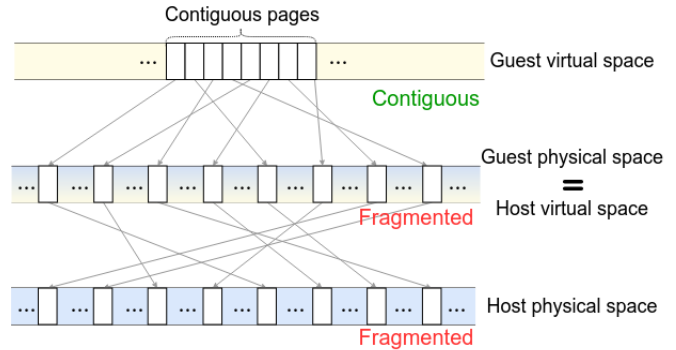 Contiguous pages
... ...
Guest virtual space
Contiguous
Guest physical space
... ... ... ... ... ... ... ... ...
=
Host virtual space
Fragmented
... ... ... ... ... ... ... ... ...
Host physical space
Fragmented